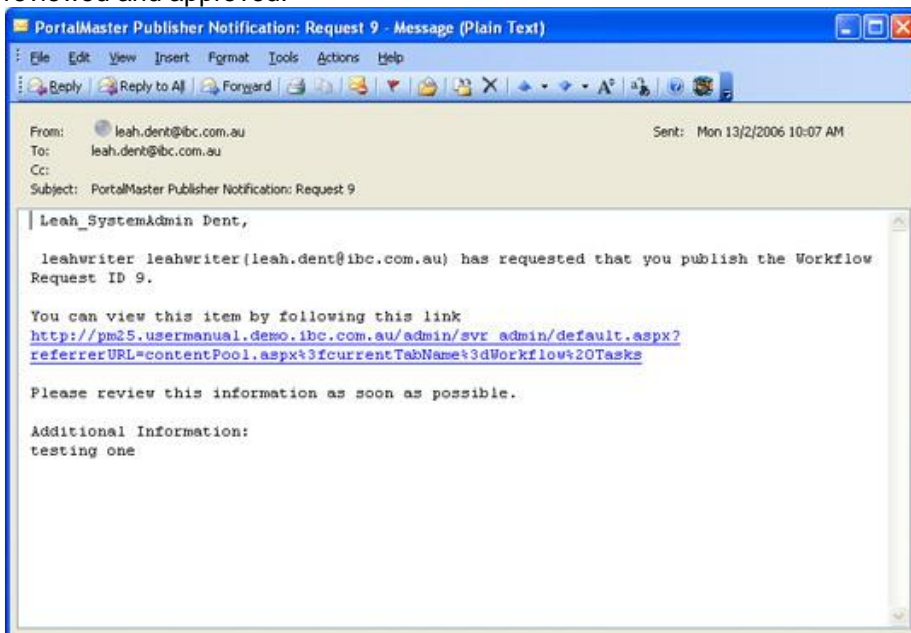 reviewed and approved.
PortalMaster Publisher Notification: Request 9 - Message (Plain Text)
File Edit View Insert Format Tools Actions Help
Reply Reply to All Forward
From: leah.dent@ibc.com.au Sent: Mon 13/2/2006 10:07 AM
To: leah.dent@ibc.com.au
Cc:
Subject: PortalMaster Publisher Notification: Request 9
Leah_SystemAdmin Dent,
leahwriter leahwriter(leah.dent@ibc.com.au) has requested that you publish the Workflow
Request ID 9.
You can view this item by following this link
http://pm25.usermanual.demo.ibc.com.au/admin/svr_admin/default.aspx?
referrerURL=contentPool.aspx%3fcurrentTabName%3dWorkflow%20Tasks
Please review this information as soon as possible.
Additional Information:
testing one